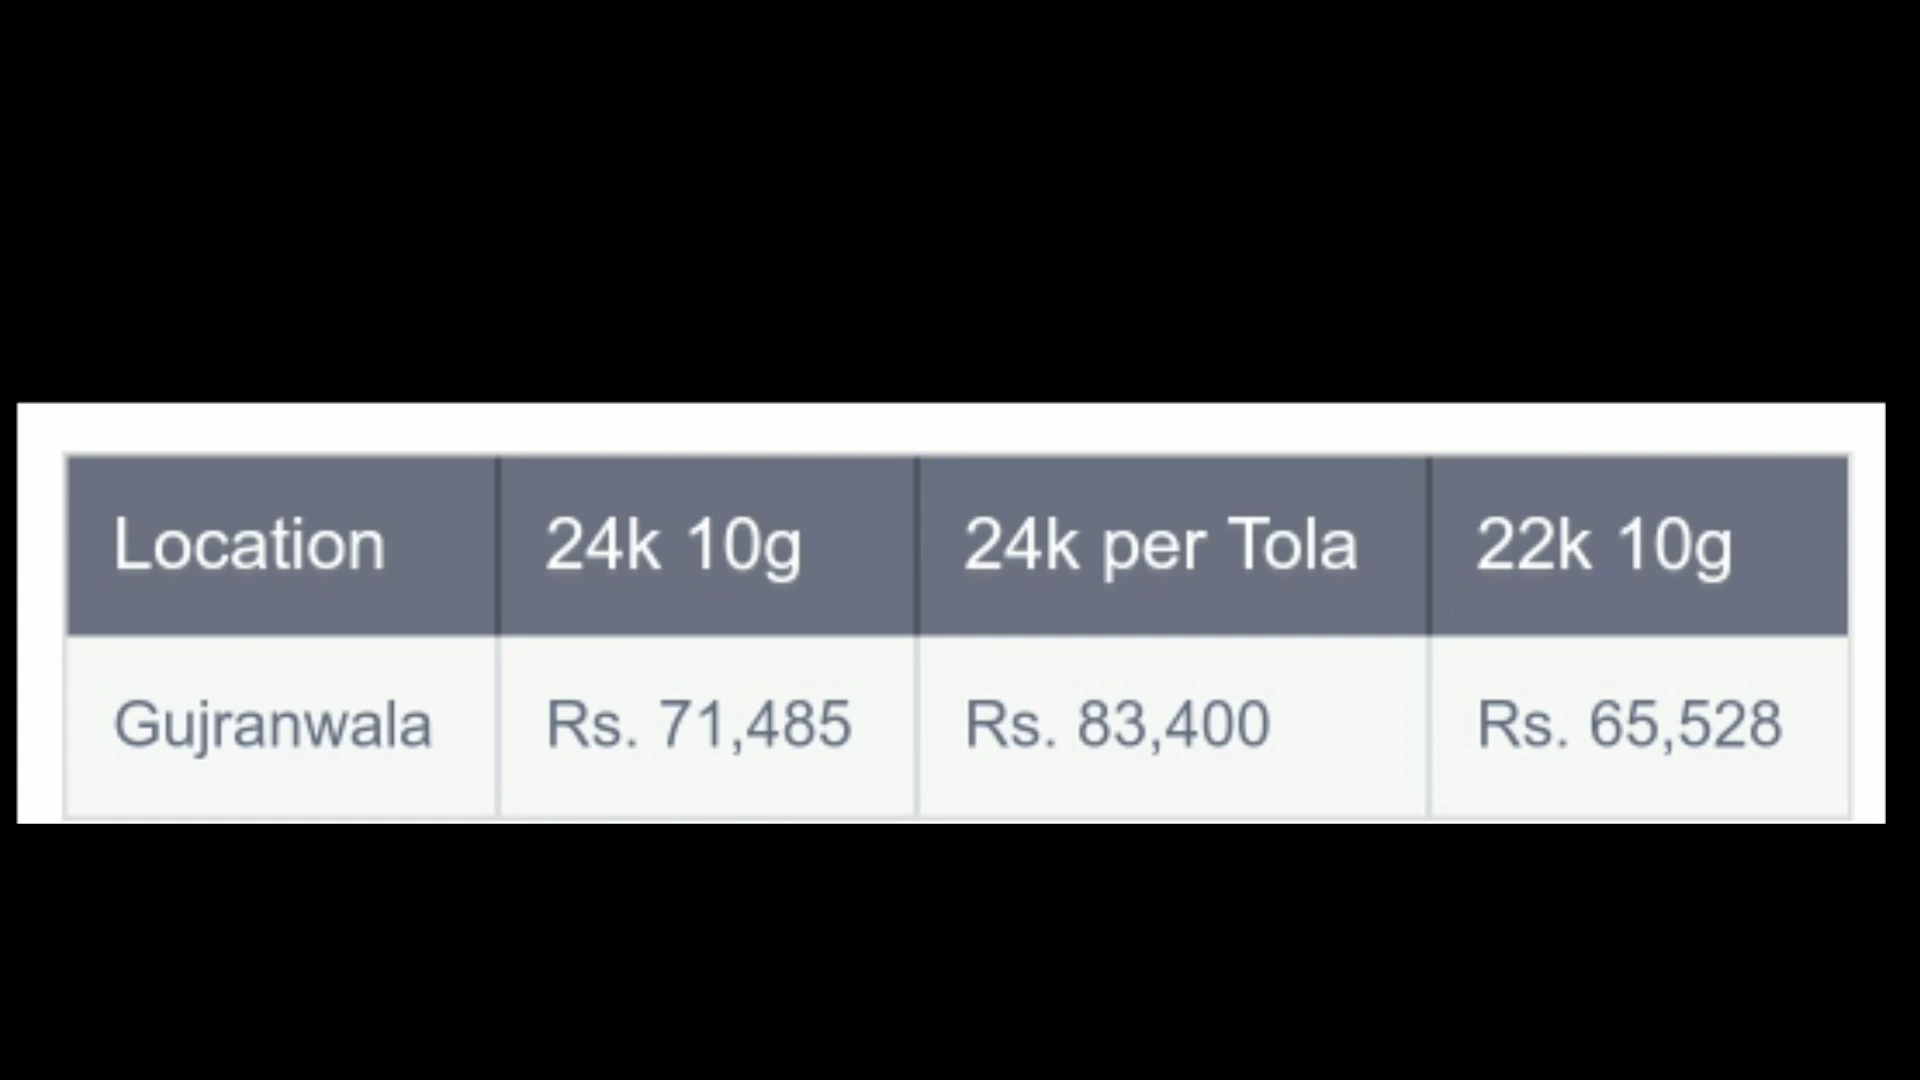 Location 24k 10g 24k per Tola 22k 10g
Gujranwala Rs. 71,485 Rs. 83,400 Rs. 65,528